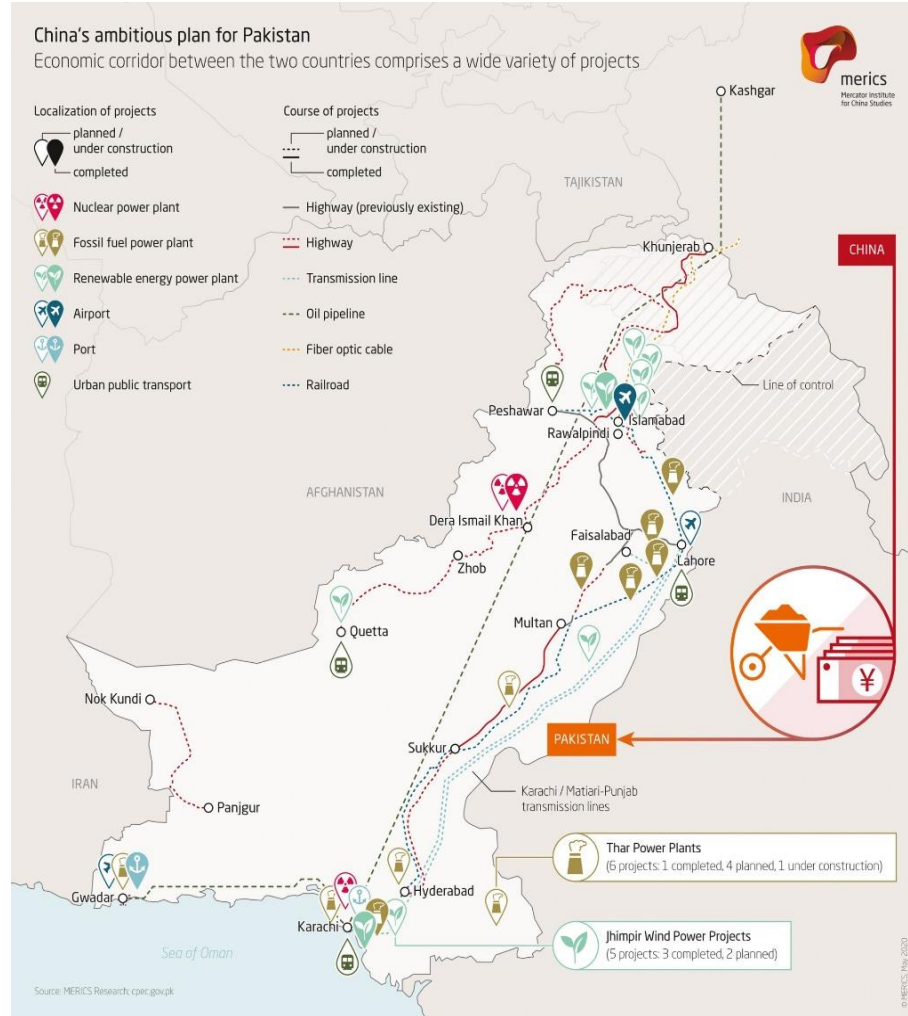 China's ambitious plan for Pakistan
Economic corridor between the two countries comprises a wide variety of projects
merics
Mercator Institute
for China Studies
Localization of projects
planned /
under construction
completed
Nuclear power plant
Fossil fuel power plant
Renewable energy power plant
Airport
Port
Urban public transport
Course of projects
planned /
under construction
completed
Highway (previously existing)
Highway
Transmission line
Oil pipeline
Fiber optic cable
Railroad
Kashgar
TAJIKISTAN
Khunjerab
CHINA
Line of control
Peshawar
Islamabad
Rawalpindi
AFGHANISTAN
INDIA
Dera Ismail Khan
Faisalabad
Lahore
Zhob
Multan
Quetta
¥
Nok Kundi
PAKISTAN
Sukkur
IRAN
Karachi / Matiari-Punjab
transmission lines
Panjgur
Thar Power Plants
(6 projects: 1 completed, 4 planned, 1 under construction)
Gwadar
Hyderabad
Karachi
Jhimpir Wind Power Projects
(5 projects: 3 completed, 2 planned)
Sea of Oman
Source: MERICS Research; cpec.gov.pk
© MERICS, May 2020